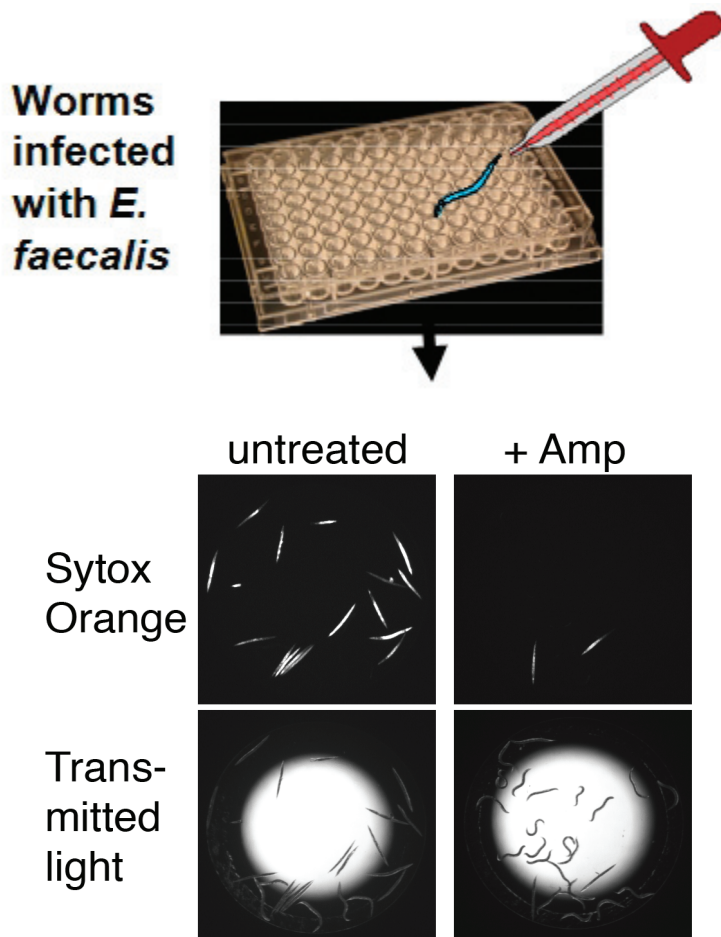 Worms
infected
with E.
faecalis
untreated
+ Amp
Sytox
Orange
Trans-
mitted
light